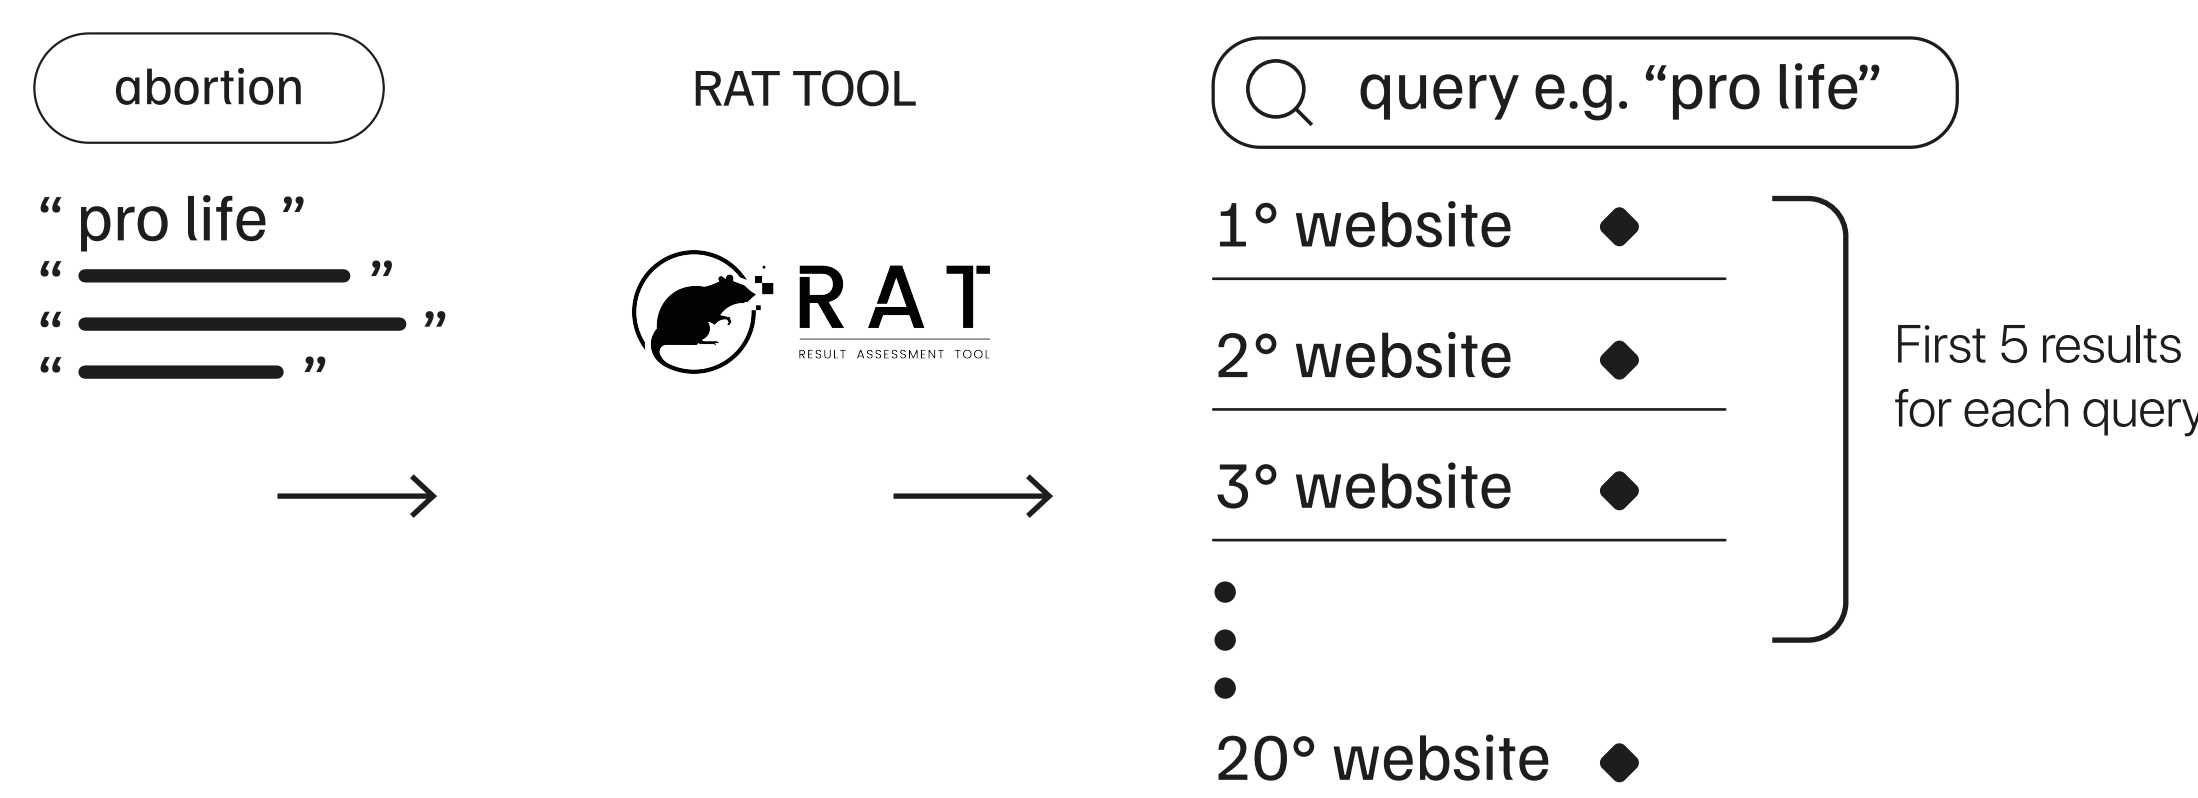 abortion
“ pro life ”
“ ”
“ ”
“ ”
RAT TOOL
RAT
RESULT ASSESSMENT TOOL
query e.g. “pro life”
1° website
2° website
3° website
20° website
First 5 results
for each query